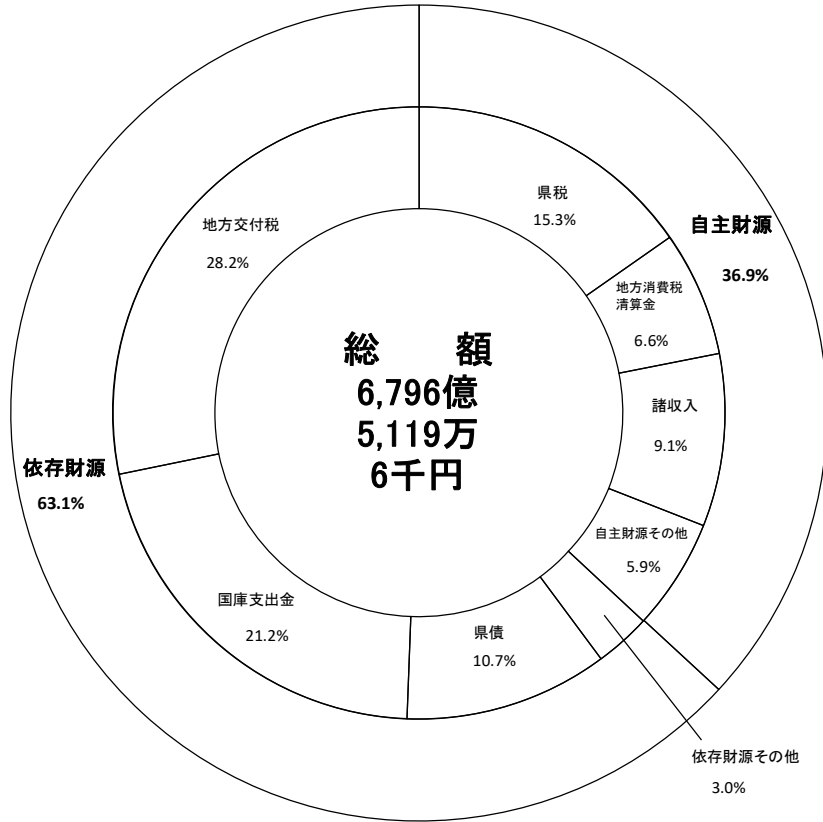 県税
15.3%
自主財源
36.9%
地方消費税
清算金
6.6%
諸収入
9.1%
自主財源その他
5.9%
依存財源その他
3.0%
県債
10.7%
国庫支出金
21.2%
依存財源
63.1%
地方交付税
28.2%
総　額
6,796億
5,119万
6千円